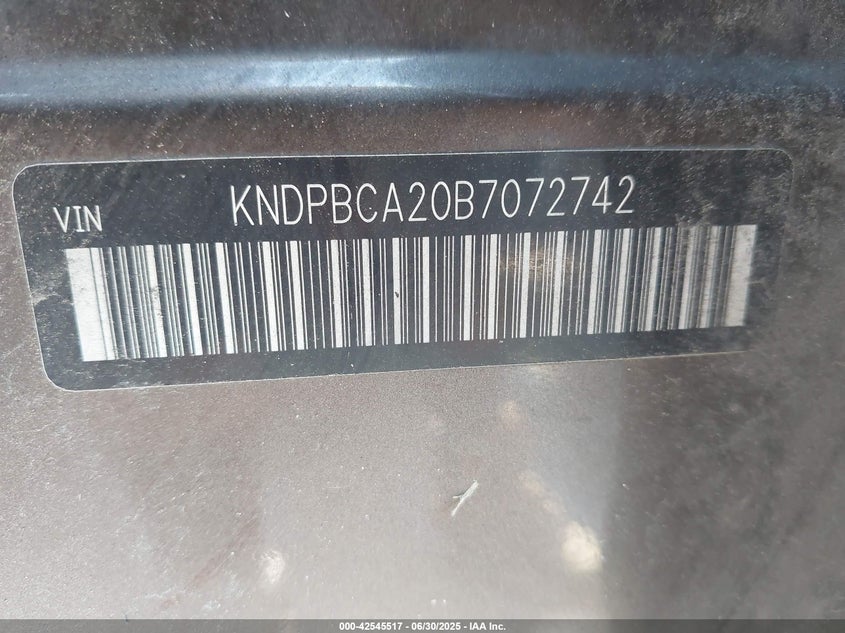 VIN KNDPBCA20B7072742
000-42545517 - 06/30/2025 - IAA Inc.